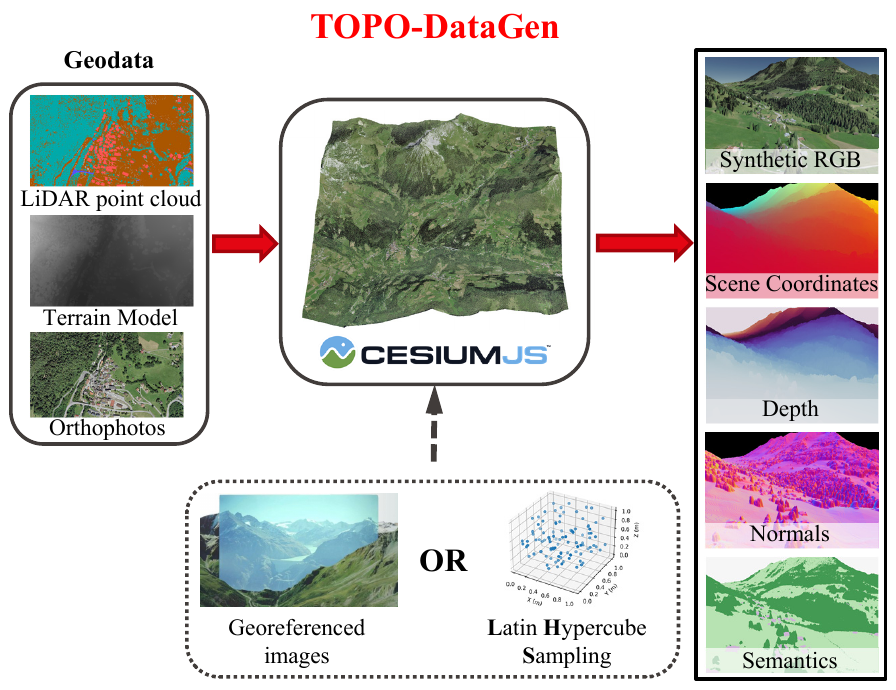 TOPO-DataGen
Geodata
LiDAR point cloud
Terrain Model
Orthophotos
CESIUMJS™
Georeferenced
images
OR
1.0
0.8
0.6
0.4
0.2
0.0
Z (m)
0.0 0.2 0.4 0.6 0.8 1.0
X (m)
0.0
0.2
0.4
0.6
0.8
1.0
Y (m)
Latin Hypercube
Sampling
Synthetic RGB
Scene Coordinates
Depth
Normals
Semantics